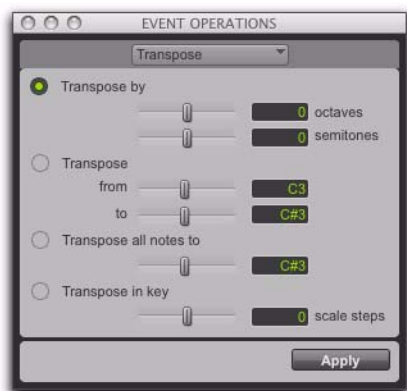 EVENT OPERATIONS
Transpose
Transpose by
0 octaves
0 semitones
Transpose
from C3
to C#3
Transpose all notes to
C#3
Transpose in key
0 scale steps
Apply